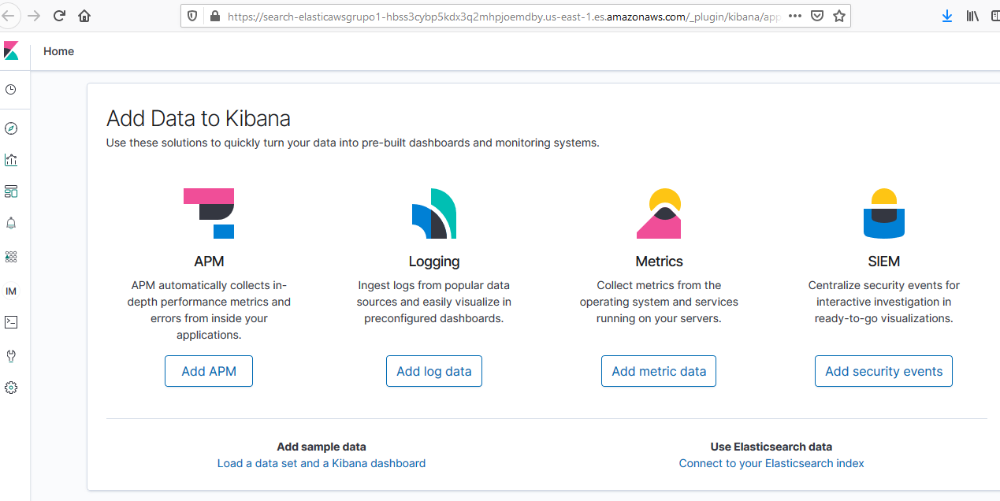 https://search-elasticawsgrupo1-hbss3cybp5kdx3q2mhpjoemdby.us-east-1.es.amazonaws.com/_plugin/kibana/app
Home
Add Data to Kibana
Use these solutions to quickly turn your data into pre-built dashboards and monitoring systems.
APM
APM automatically collects in-
depth performance metrics and
errors from inside your
applications.
Add APM
Logging
Ingest logs from popular data
sources and easily visualize in
preconfigured dashboards.
Add log data
Metrics
Collect metrics from the
operating system and services
running on your servers.
Add metric data
SIEM
Centralize security events for
interactive investigation in
ready-to-go visualizations.
Add security events
IM
Add sample data
Load a data set and a Kibana dashboard
Use Elasticsearch data
Connect to your Elasticsearch index